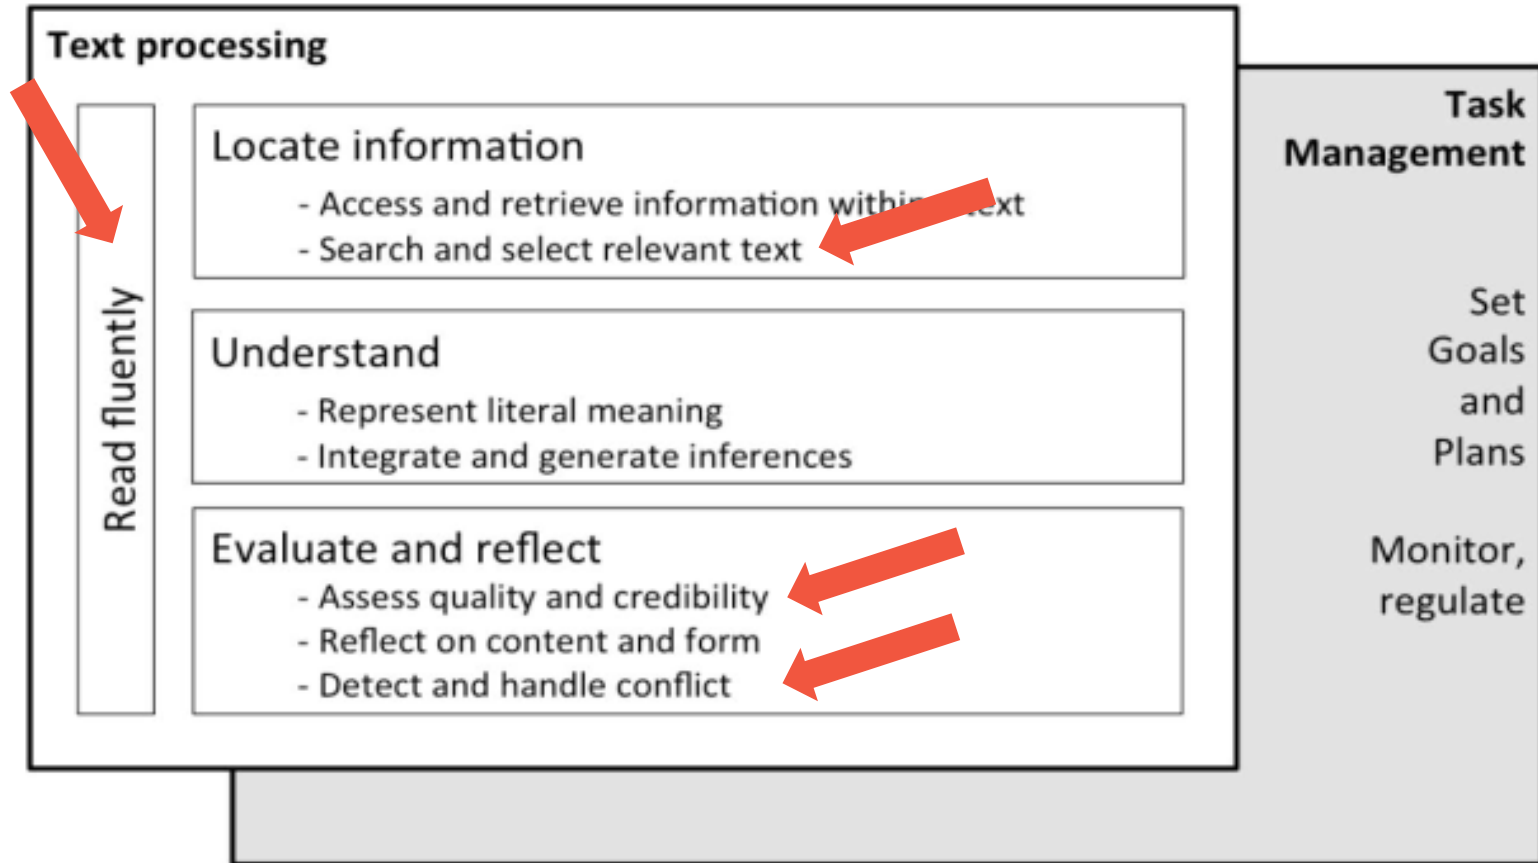 Text processing
Read fluently
Locate information
- Access and retrieve information within text
- Search and select relevant text
Understand
- Represent literal meaning
- Integrate and generate inferences
Evaluate and reflect
- Assess quality and credibility
- Reflect on content and form
- Detect and handle conflict
Task
Management
Set
Goals
and
Plans
Monitor,
regulate